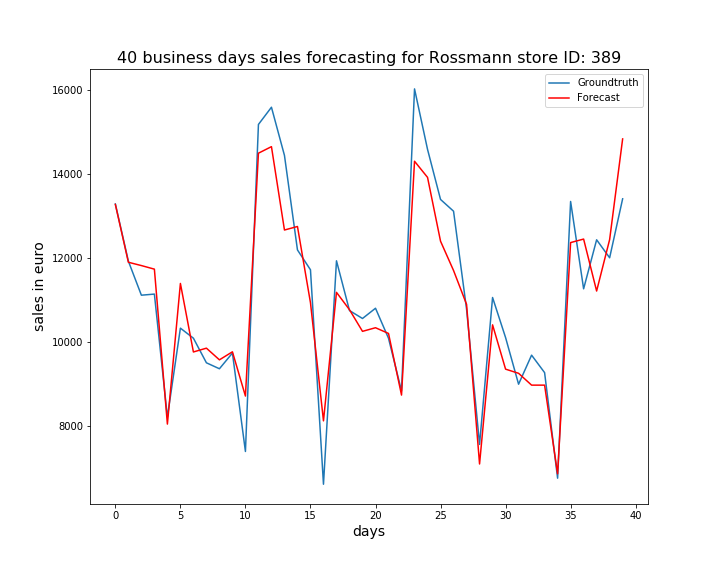 40 business days sales forecasting for Rossmann store ID: 389
Groundtruth
Forecast
16000
14000
12000
10000
8000
sales in euro
0 5 10 15 20 25 30 35 40
days